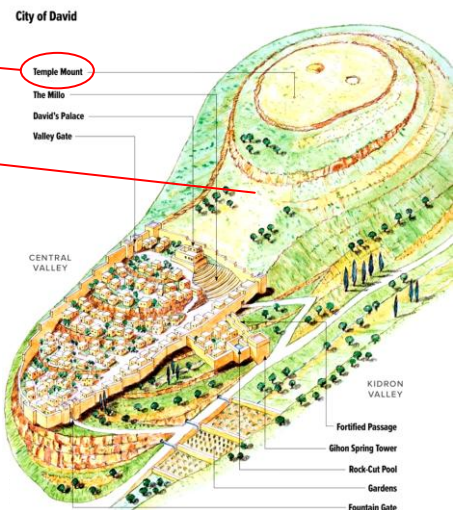 City of David
Temple Mount
The Millo
David's Palace
Valley Gate
CENTRAL
VALLEY
KIDRON
VALLEY
Fortified Passage
Gihon Spring Tower
Rock-Cut Pool
Gardens
Fountain Gate